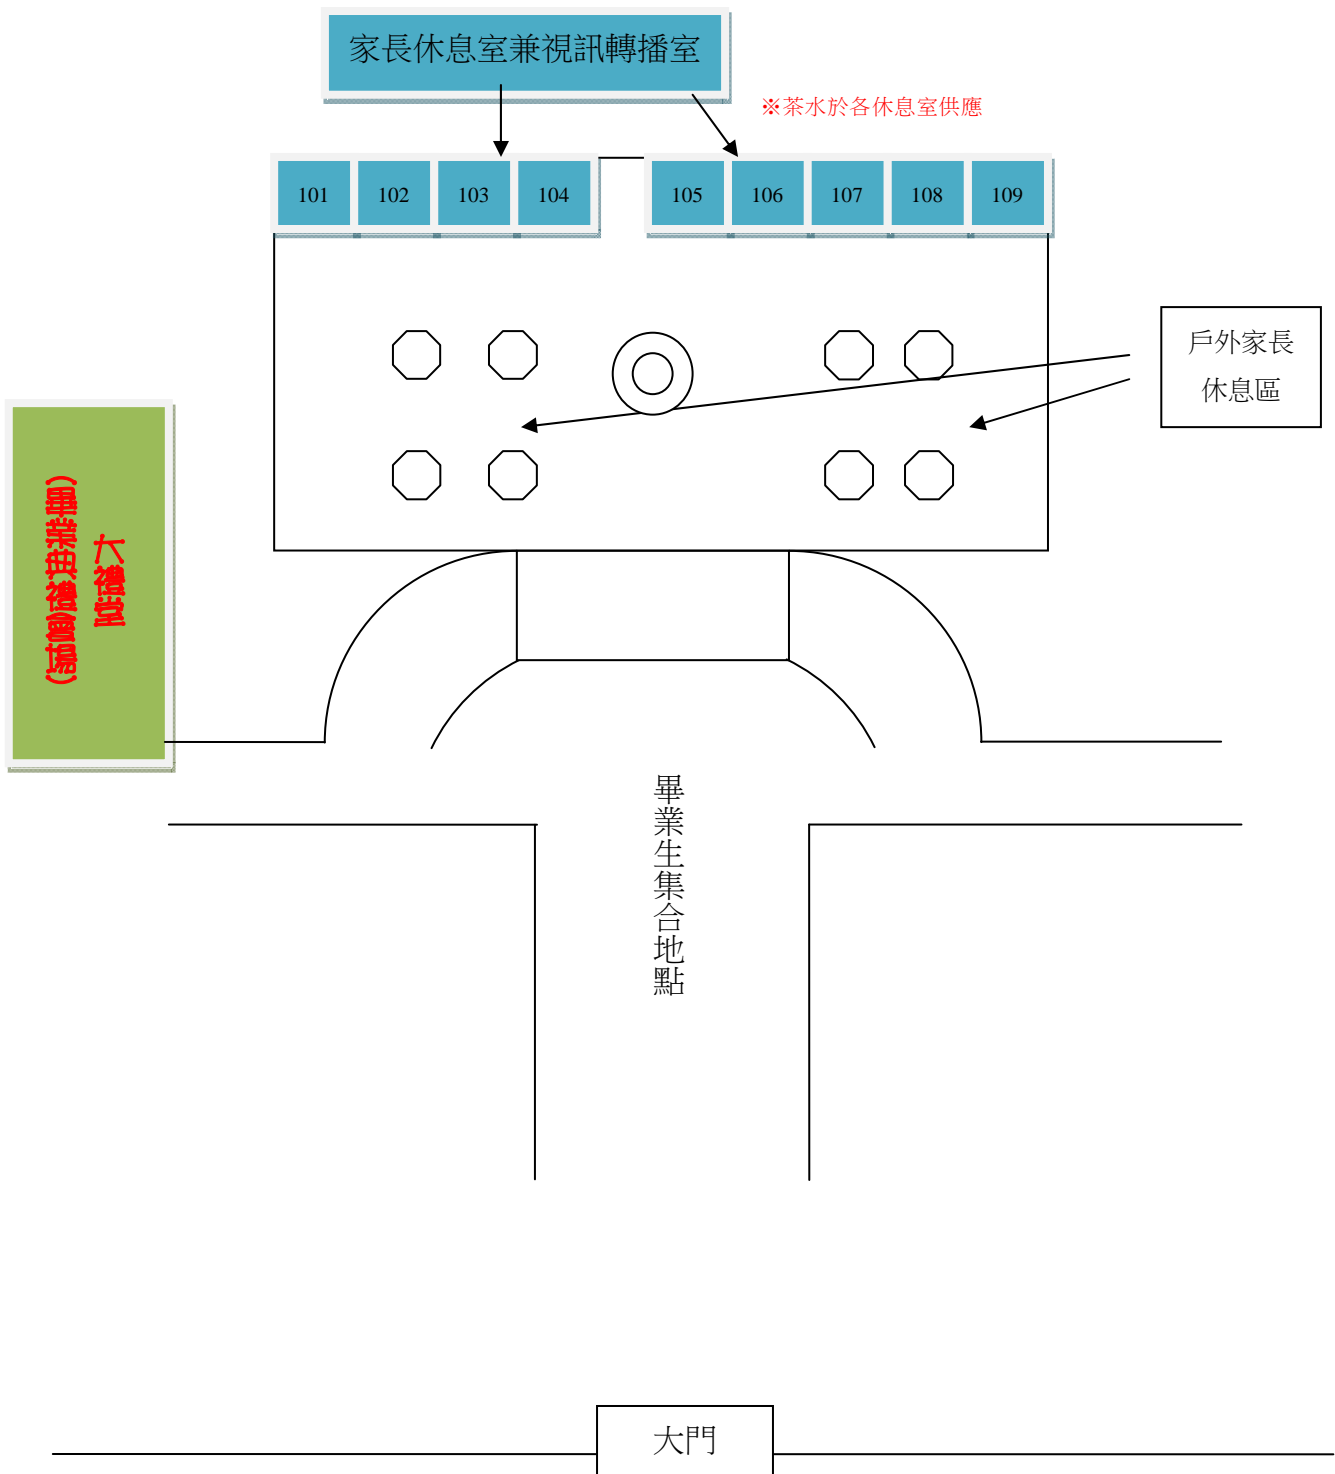 家長休息室兼視訊轉播室
※茶水於各休息室供應
101
102
103
104
105
106
107
108
109
戶外家長
休息區
大禮堂
(畢業典禮會場)
畢業生集合地點
大門